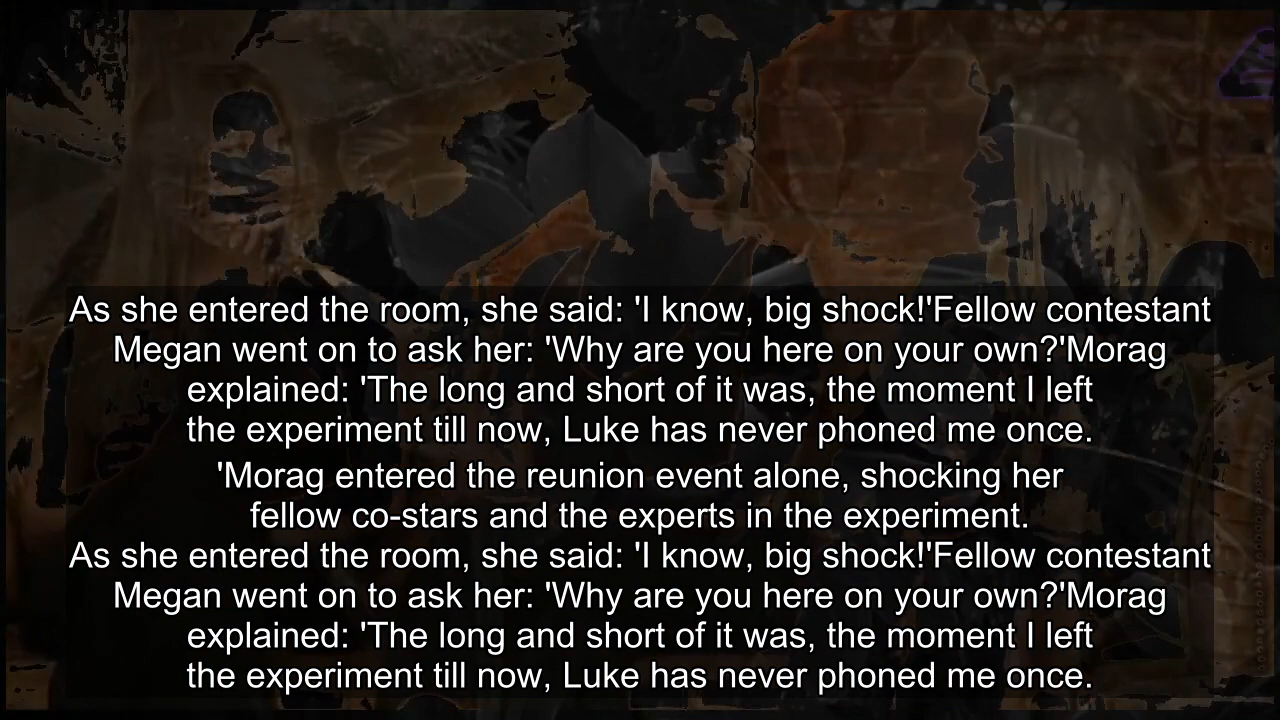 As she entered the room, she said: 'I know, big shock!'Fellow contestant
Megan went on to ask her: 'Why are you here on your own?'Morag
explained: 'The long and short of it was, the moment I left
the experiment till now, Luke has never phoned me once.
'Morag entered the reunion event alone, shocking her
fellow co-stars and the experts in the experiment.
As she entered the room, she said: 'I know, big shock!'Fellow contestant
Megan went on to ask her: 'Why are you here on your own?'Morag
explained: 'The long and short of it was, the moment I left
the experiment till now, Luke has never phoned me once.